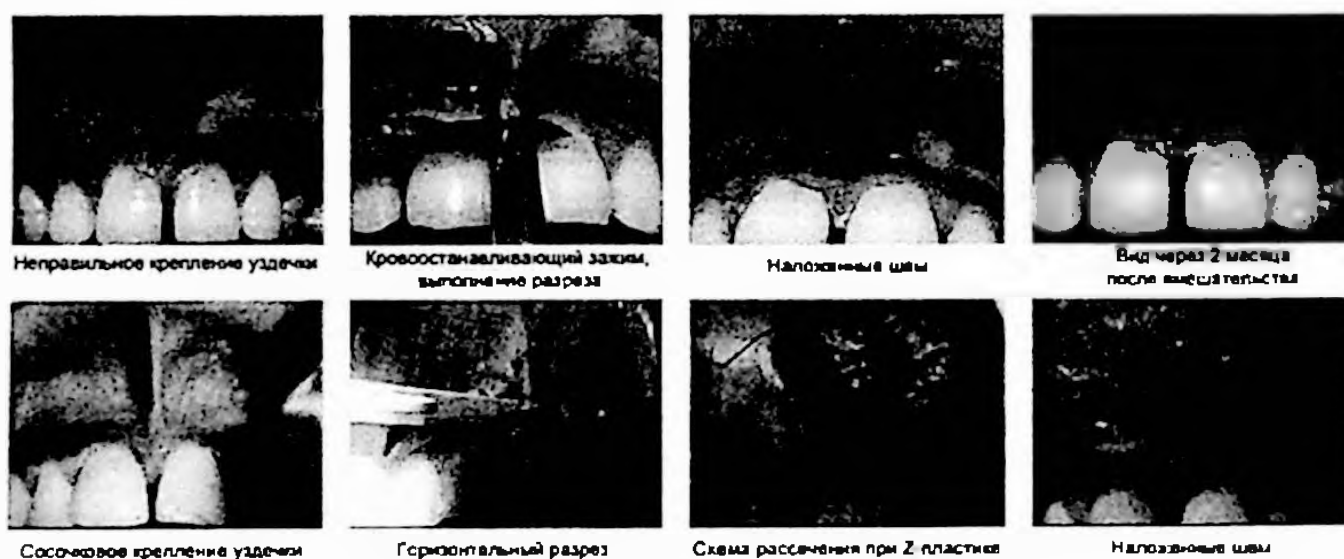 Неправильное крепление уздечки
Кровоостанавливающий зажим,
выполнение разреза
Наложенные швы
Вид через 2 месяца
после вмешательства
Сосочковое крепление уздечки
Горизонтальный разрез
Схема рассечения при Z пластике
Наложенные швы